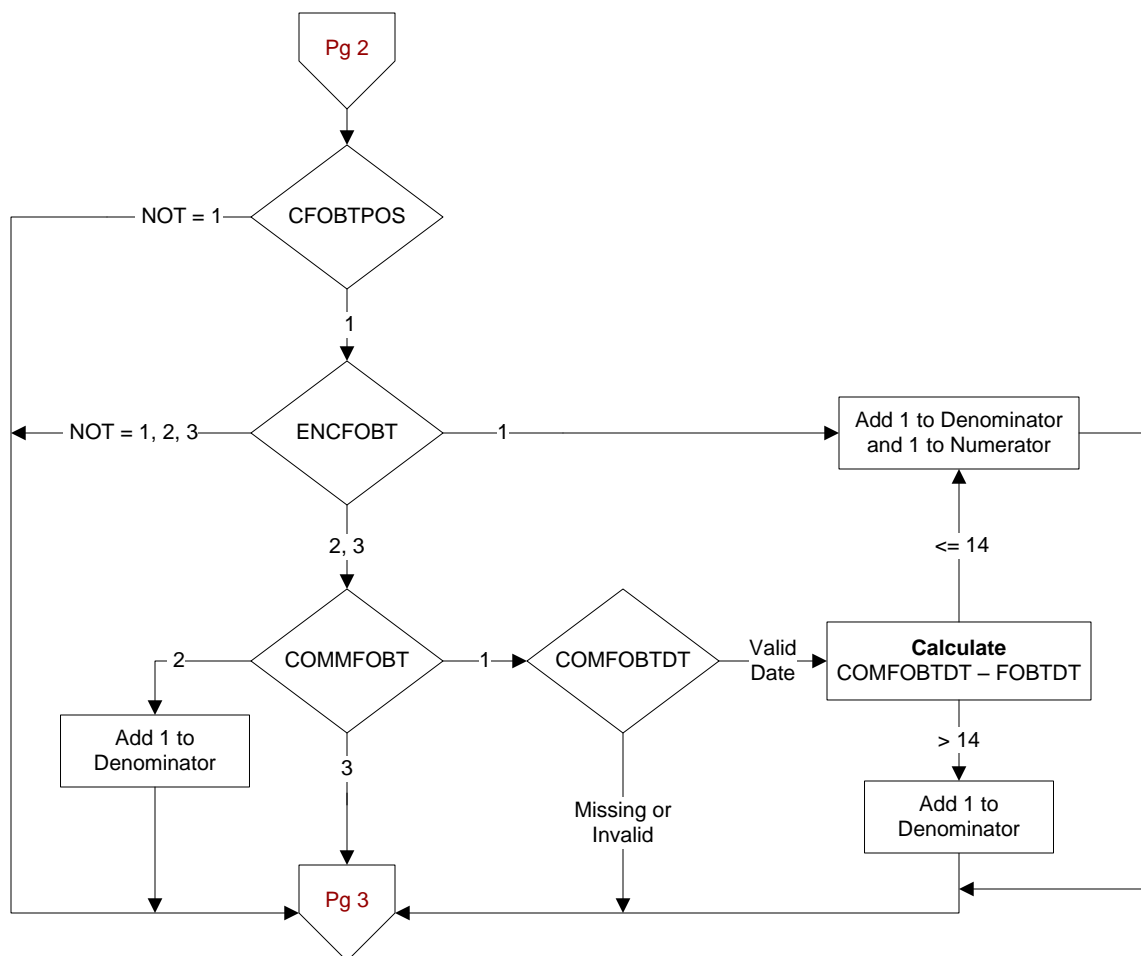 Pg 2
CFOBTPOS
NOT = 1
1
ENCFOBT
NOT = 1, 2, 3
1
Add 1 to Denominator
and 1 to Numerator
2, 3
<= 14
COMMFOBT
2
1
COMFOBTDT
Valid
Date
Calculate
COMFOBTDT – FOBTDT
Add 1 to
Denominator
3
> 14
Missing or
Invalid
Add 1 to
Denominator
Pg 3